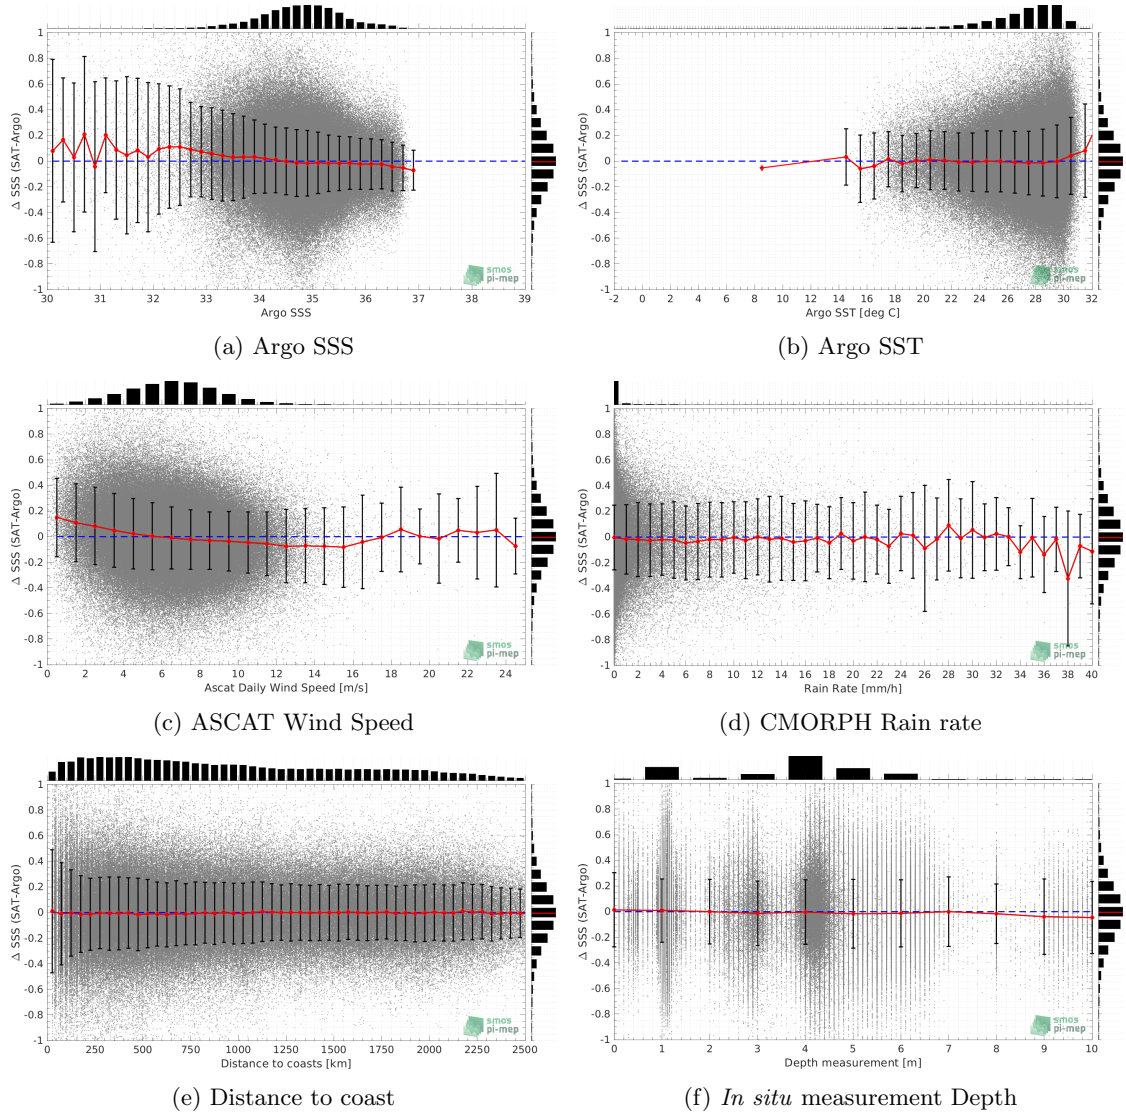 1
0.8
0.6
0.4
0.2
0
-0.2
-0.4
-0.6
-0.8
-1
Δ SSS (SAT-Argo)
30 31 32 33 34 35 36 37 38 39
Argo SSS
smos
pi-mep
(a) Argo SSS
1
0.8
0.6
0.4
0.2
0
-0.2
-0.4
-0.6
-0.8
-1
Δ SSS (SAT-Argo)
-2 0 2 4 6 8 10 12 14 16 18 20 22 24 26 28 30 32
Argo SST [deg C]
smos
pi-mep
(b) Argo SST
1
0.8
0.6
0.4
0.2
0
-0.2
-0.4
-0.6
-0.8
-1
Δ SSS (SAT-Argo)
0 2 4 6 8 10 12 14 16 18 20 22 24
Ascat Daily Wind Speed [m/s]
smos
pi-mep
(c) ASCAT Wind Speed
1
0.8
0.6
0.4
0.2
0
-0.2
-0.4
-0.6
-0.8
-1
Δ SSS (SAT-Argo)
0 2 4 6 8 10 12 14 16 18 20 22 24 26 28 30 32 34 36 38 40
Rain Rate [mm/h]
smos
pi-mep
(d) CMORPH Rain rate
1
0.8
0.6
0.4
0.2
0
-0.2
-0.4
-0.6
-0.8
-1
Δ SSS (SAT-Argo)
0 250 500 750 1000 1250 1500 1750 2000 2250 2500
Distance to coasts [km]
smos
pi-mep
(e) Distance to coast
1
0.8
0.6
0.4
0.2
0
-0.2
-0.4
-0.6
-0.8
-1
Δ SSS (SAT-Argo)
0 1 2 3 4 5 6 7 8 9 10
Depth measurement [m]
smos
pi-mep
(f) In situ measurement Depth